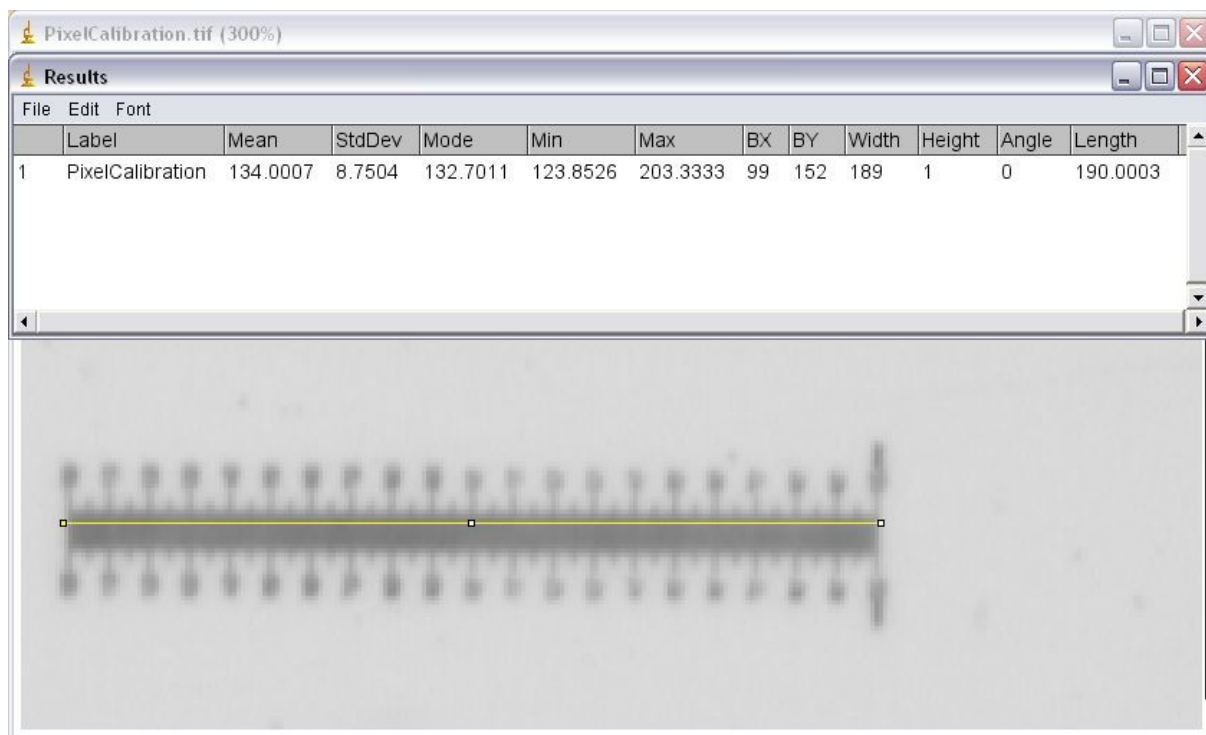 PixelCalibration.tif (300%)
Results
File Edit Font
Label Mean StdDev Mode Min Max BX BY Width Height Angle Length
1 PixelCalibration 134.0007 8.7504 132.7011 123.8526 203.3333 99 152 189 1 0 190.0003